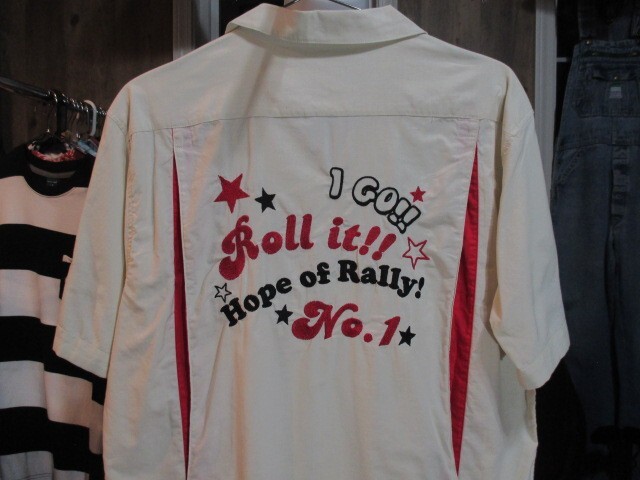 I GO!!
Roll it!!
Hope of Rally!
No.1